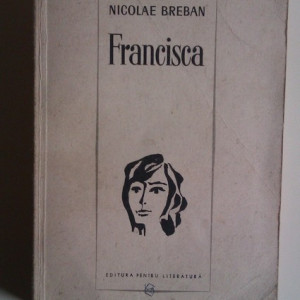 NICOLAE BREBAN
Francisca
EDITURA PENTRU LITERATURĂ